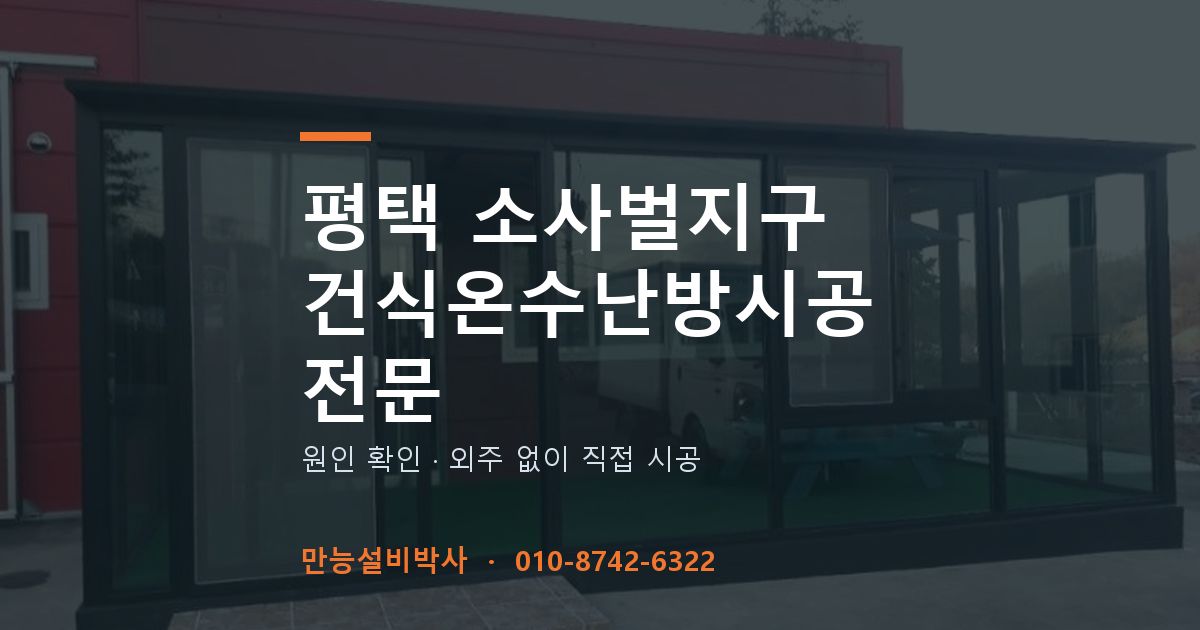 평택 소사벌지구
건식온수난방시공
전문
원인 확인 · 외주 없이 직접 시공
만능설비박사 · 010-8742-6322